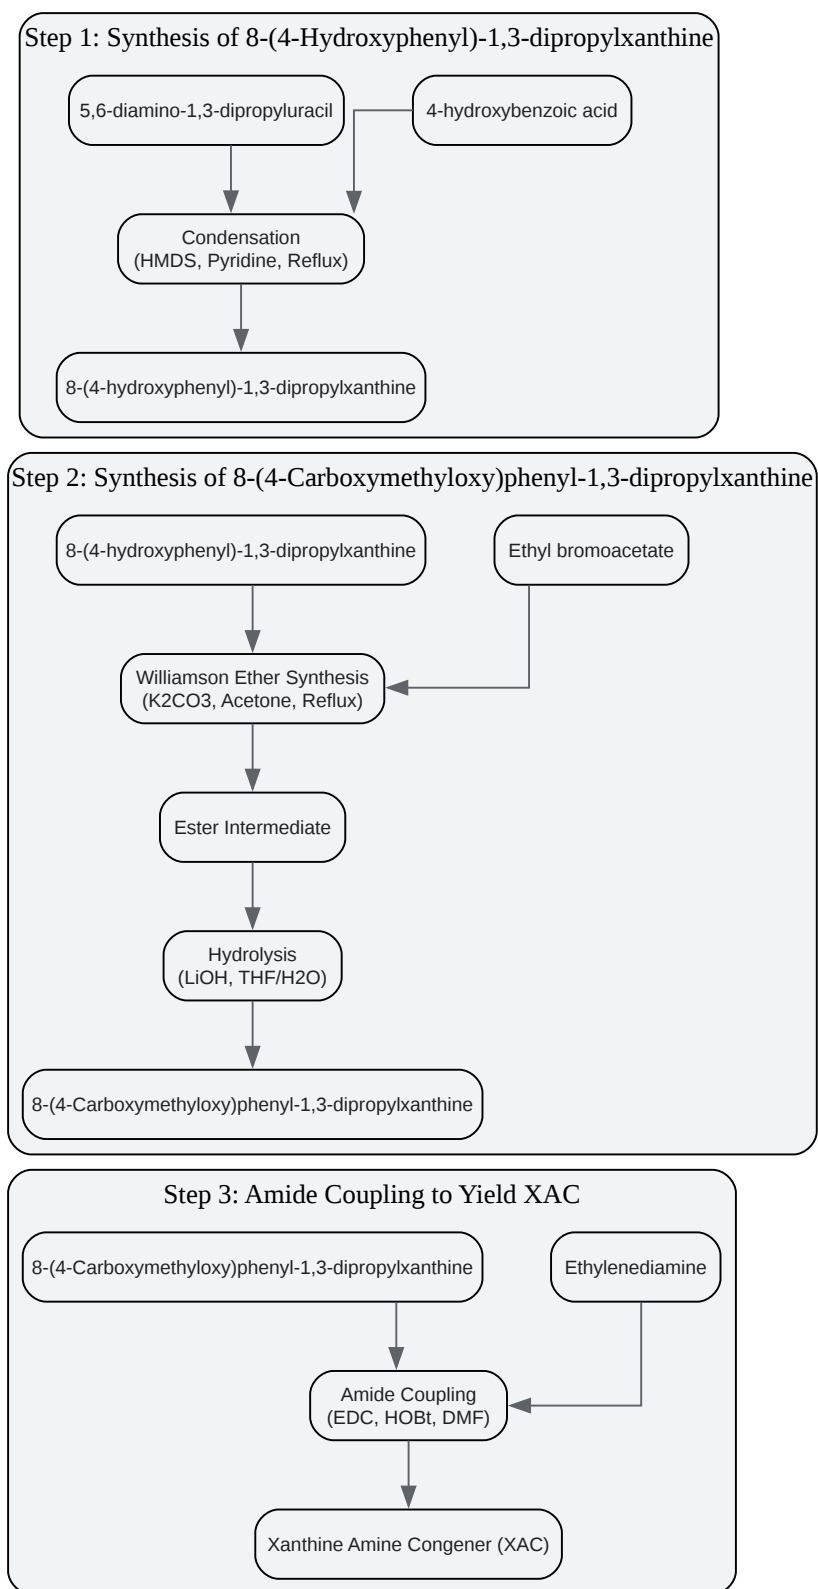 Step 1: Synthesis of 8-(4-Hydroxyphenyl)-1,3-dipropylxanthine
5,6-diamino-1,3-dipropyluracil
4-hydroxybenzoic acid
Condensation
(HMDS, Pyridine, Reflux)
8-(4-hydroxyphenyl)-1,3-dipropylxanthine
Step 2: Synthesis of 8-(4-Carboxymethyloxy)phenyl-1,3-dipropylxanthine
8-(4-hydroxyphenyl)-1,3-dipropylxanthine
Ethyl bromoacetate
Williamson Ether Synthesis
(K2CO3, Acetone, Reflux)
Ester Intermediate
Hydrolysis
(LiOH, THF/H2O)
8-(4-Carboxymethyloxy)phenyl-1,3-dipropylxanthine
Step 3: Amide Coupling to Yield XAC
8-(4-Carboxymethyloxy)phenyl-1,3-dipropylxanthine
Ethylenediamine
Amide Coupling
(EDC, HOBt, DMF)
Xanthine Amine Congener (XAC)